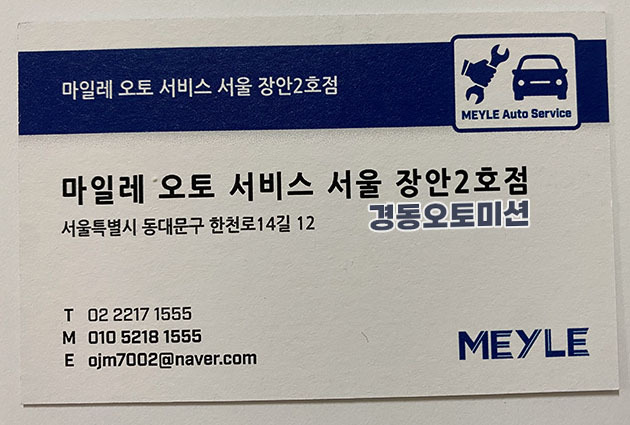 마일레 오토 서비스 서울 장안2호점
MEYLE Auto Service
마일레 오토 서비스 서울 장안2호점
서울특별시 동대문구 한천로14길 12
경동오토미션
T 02 2217 1555
M 010 5218 1555
E ojm7002@naver.com
MEYLE